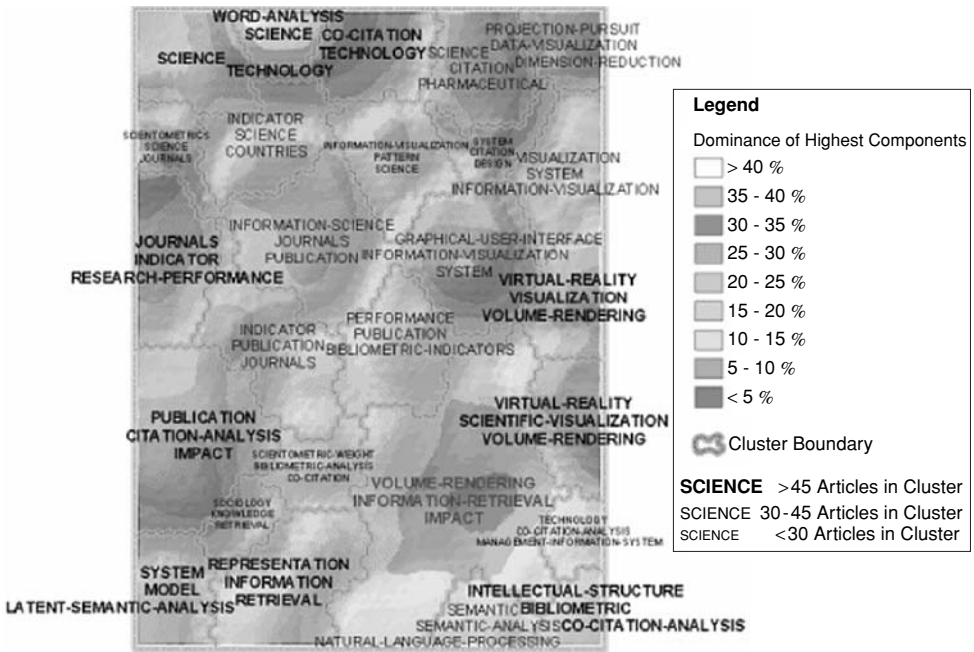 WORD-ANALYSIS
SCIENCE
SCIENCE
TECHNOLOGY
CO-CITATION
TECHNOLOGY
SCIENCE
CITATION
PHARMACEUTICAL
PROJECTION-PURSUIT
DATA-VISUALIZATION
DIMENSION-REDUCTION
SCIENTOMETRICS
SCIENCE
JOURNALS
INDICATOR
SCIENCE
COUNTRIES
INFORMATION-VISUALIZATION
PATTERN
SCIENCE
SYSTEM
CITATION
DESIGN
VISUALIZATION
SYSTEM
INFORMATION-VISUALIZATION
JOURNALS
INDICATOR
RESEARCH-PERFORMANCE
INFORMATION-SCIENCE
JOURNALS
PUBLICATION
GRAPHICAL-USER-INTERFACE
INFORMATION-VISUALIZATION
SYSTEM
VIRTUAL-REALITY
VISUALIZATION
VOLUME-RENDERING
INDICATOR
PUBLICATION
JOURNALS
PERFORMANCE
PUBLICATION
BIBLIOMETRIC-INDICATORS
PUBLICATION
CITATION-ANALYSIS
IMPACT
VIRTUAL-REALITY
SCIENTIFIC-VISUALIZATION
VOLUME-RENDERING
SCIENTOMETRIC-WEIGHT
BIBLIOMETRIC-ANALYSIS
CO-CITATION
VOLUME-RENDERING
INFORMATION-RETRIEVAL
IMPACT
SOCIOLOGY
KNOWLEDGE
RETRIEVAL
TECHNOLOGY
CO-CITATION-ANALYSIS
MANAGEMENT-INFORMATION-SYSTEM
SYSTEM
MODEL
LATENT-SEMANTIC-ANALYSIS
REPRESENTATION
INFORMATION
RETRIEVAL
INTELLECTUAL-STRUCTURE
BIBLIOMETRIC
CO-CITATION-ANALYSIS
SEMANTIC
SEMANTIC-ANALYSIS
NATURAL-LANGUAGE-PROCESSING
Legend
Dominance of Highest Components
> 40 %
35 - 40 %
30 - 35 %
25 - 30 %
20 - 25 %
15 - 20 %
10 - 15 %
5 - 10 %
< 5 %
Cluster Boundary
SCIENCE >45 Articles in Cluster
SCIENCE 30-45 Articles in Cluster
SCIENCE <30 Articles in Cluster